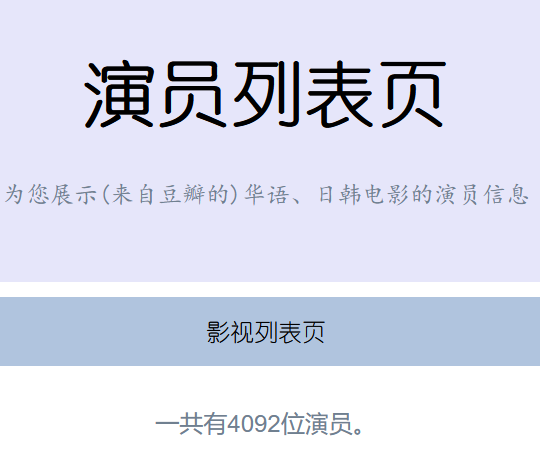 演员列表页
为您展示(来自豆瓣的)华语、日韩电影的演员信息
影视列表页
一共有4092位演员。